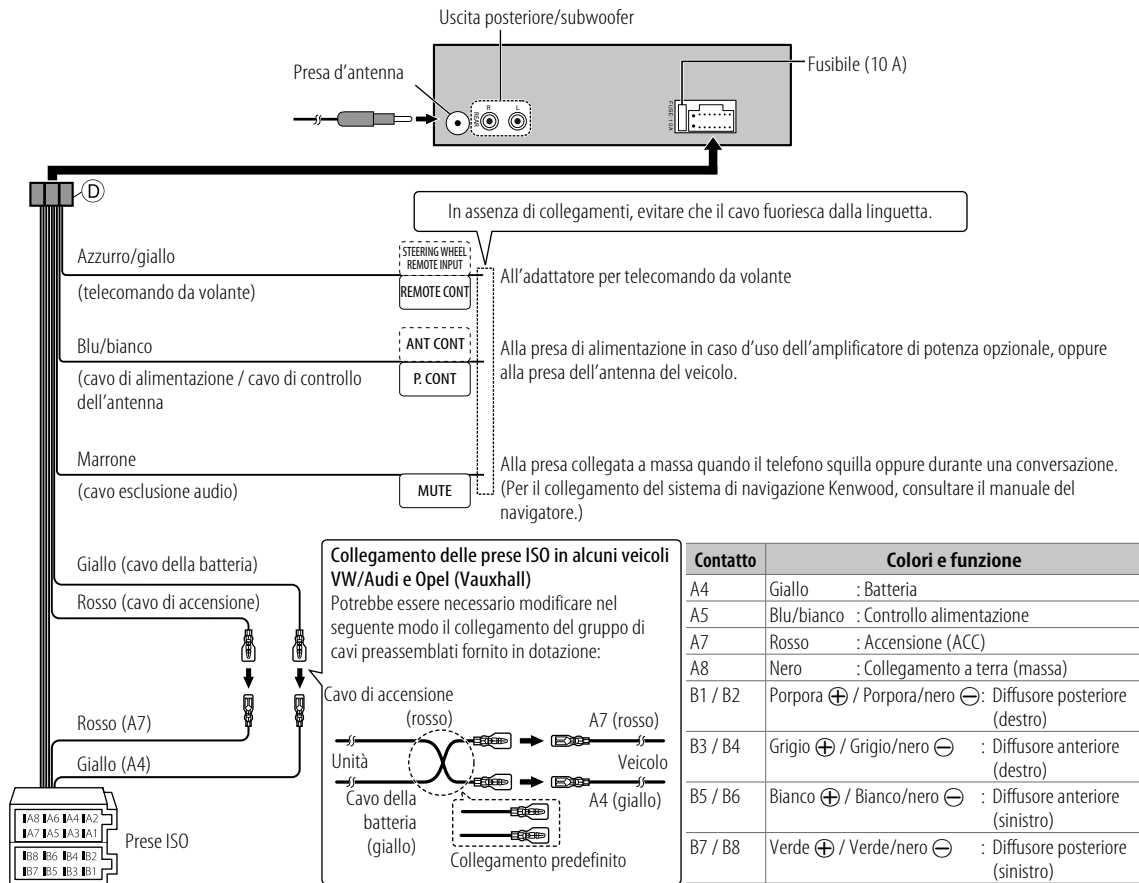 Uscita posteriore/subwoofer
Presa d'antenna
Fusibile (10 A)
R
L
REAR
FUSE 10A
D
In assenza di collegamenti, evitare che il cavo fuoriesca dalla linguetta.
Azzurro/giallo
(telecomando da volante)
STEERING WHEEL
REMOTE INPUT
REMOTE CONT
All'adattatore per telecomando da volante
Blu/bianco
(cavo di alimentazione / cavo di controllo
dell'antenna
ANT CONT
P. CONT
Alla presa di alimentazione in caso d'uso dell'amplificatore di potenza opzionale, oppure
alla presa dell'antenna del veicolo.
Marrone
(cavo esclusione audio)
MUTE
Alla presa collegata a massa quando il telefono squilla oppure durante una conversazione.
(Per il collegamento del sistema di navigazione Kenwood, consultare il manuale del
navigatore.)
Giallo (cavo della batteria)
Rosso (cavo di accensione)
Rosso (A7)
Giallo (A4)
A8 A6 A4 A2
A7 A5 A3 A1
B8 B6 B4 B2
B7 B5 B3 B1
Prese ISO
Collegamento delle prese ISO in alcuni veicoli
VW/Audi e Opel (Vauxhall)
Potrebbe essere necessario modificare nel
seguente modo il collegamento del gruppo di
cavi preassemblati fornito in dotazione:
Cavo di accensione
(rosso)
A7 (rosso)
Unità
Veicolo
Cavo della
batteria
(giallo)
A4 (giallo)
Collegamento predefinito
Contatto Colori e funzione
A4 Giallo : Batteria
A5 Blu/bianco : Controllo alimentazione
A7 Rosso : Accensione (ACC)
A8 Nero : Collegamento a terra (massa)
B1 / B2 Porpora ⊕ / Porpora/nero ⊖ : Diffusore posteriore
(destro)
B3 / B4 Grigio ⊕ / Grigio/nero ⊖ : Diffusore anteriore
(destro)
B5 / B6 Bianco ⊕ / Bianco/nero ⊖ : Diffusore anteriore
(sinistro)
B7 / B8 Verde ⊕ / Verde/nero ⊖ : Diffusore posteriore
(sinistro)